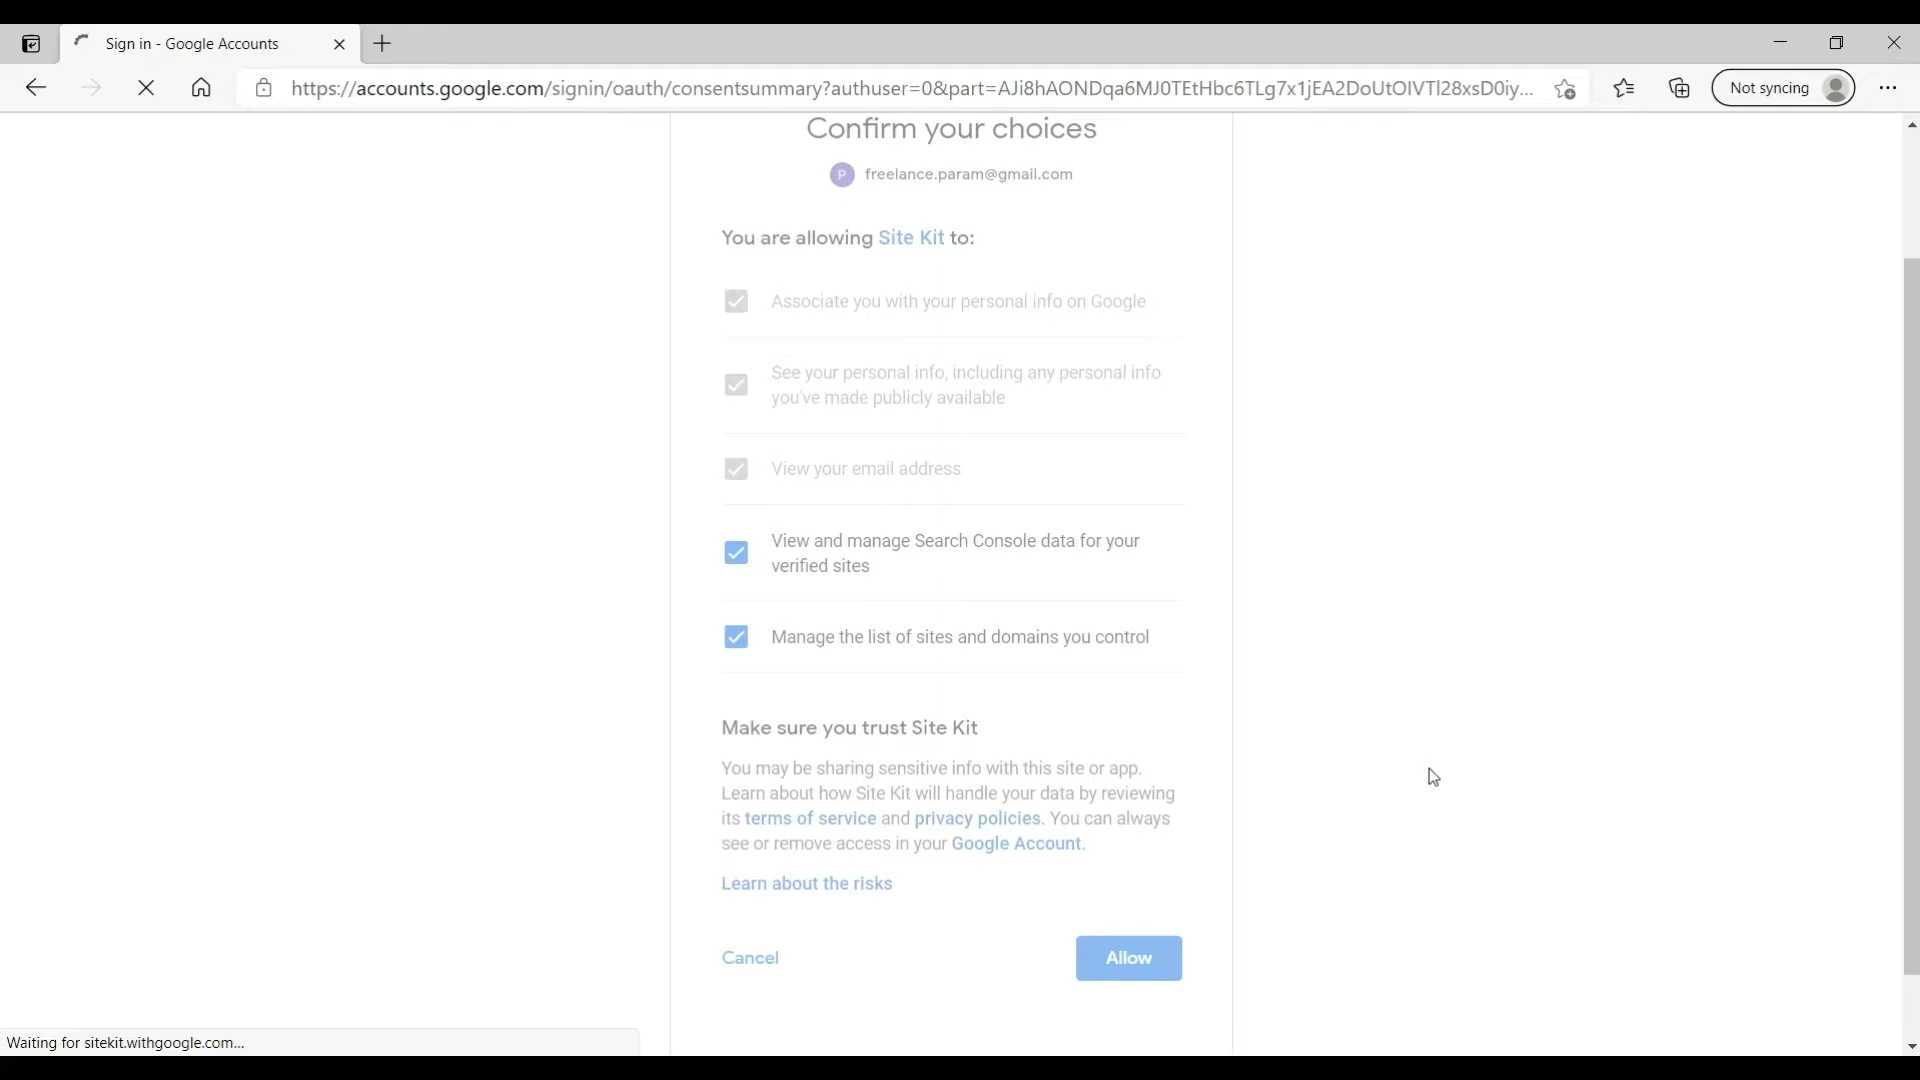 Sign in - Google Accounts
https://accounts.google.com/signin/oauth/consentsummary?authuser=0&part=AJi8hAONDqa6MJ0TEtHbc6TLg7x1jEA2DoUtOIVTl28xsD0iy...
Not syncing
Confirm your choices
P freelance.param@gmail.com
You are allowing Site Kit to:
Associate you with your personal info on Google
See your personal info, including any personal info
you've made publicly available
View your email address
View and manage Search Console data for your
verified sites
Manage the list of sites and domains you control
Make sure you trust Site Kit
You may be sharing sensitive info with this site or app.
Learn about how Site Kit will handle your data by reviewing
its terms of service and privacy policies. You can always
see or remove access in your Google Account.
Learn about the risks
Cancel
Allow
Waiting for sitekit.withgoogle.com...